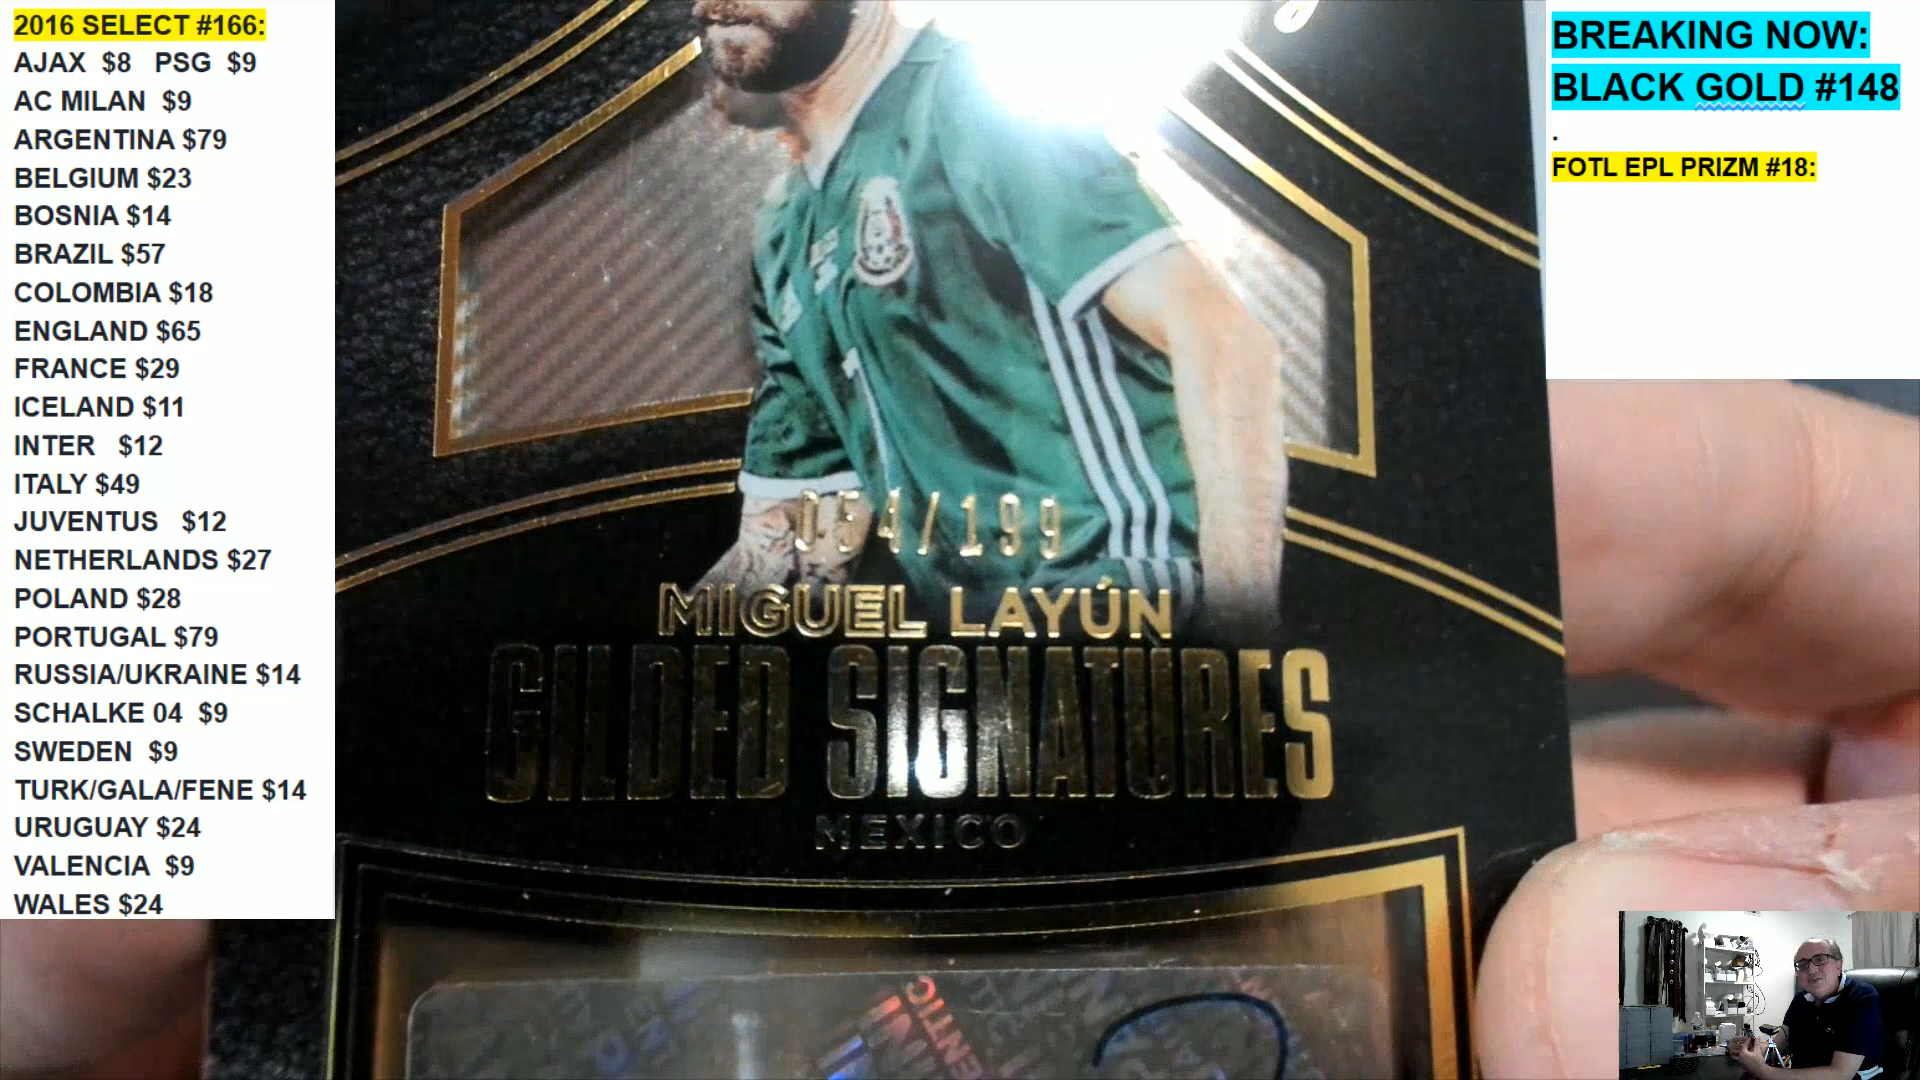 2016 SELECT #166:
AJAX $8 PSG $9
AC MILAN $9
ARGENTINA $79
BELGIUM $23
BOSNIA $14
BRAZIL $57
COLOMBIA $18
ENGLAND $65
FRANCE $29
ICELAND $11
INTER $12
ITALY $49
JUVENTUS $12
NETHERLANDS $27
POLAND $28
PORTUGAL $79
RUSSIA/UKRAINE $14
SCHALKE 04 $9
SWEDEN $9
TURK/GALA/FENE $14
URUGUAY $24
VALENCIA $9
WALES $24
054/199
MIGUEL LAYÚN
GILDED SIGNATURES
MEXICO
BREAKING NOW:
BLACK GOLD #148
.
FOTL EPL PRIZM #18: